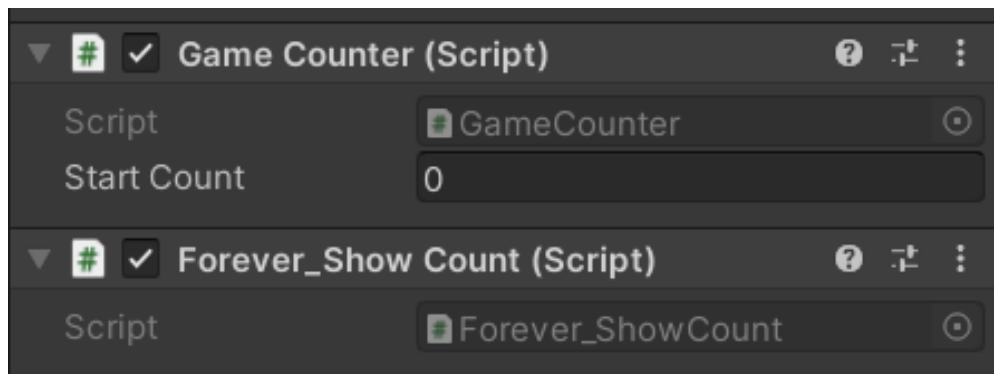 # Game Counter (Script)
Script # GameCounter
Start Count 0
# Forever_Show Count (Script)
Script # Forever_ShowCount